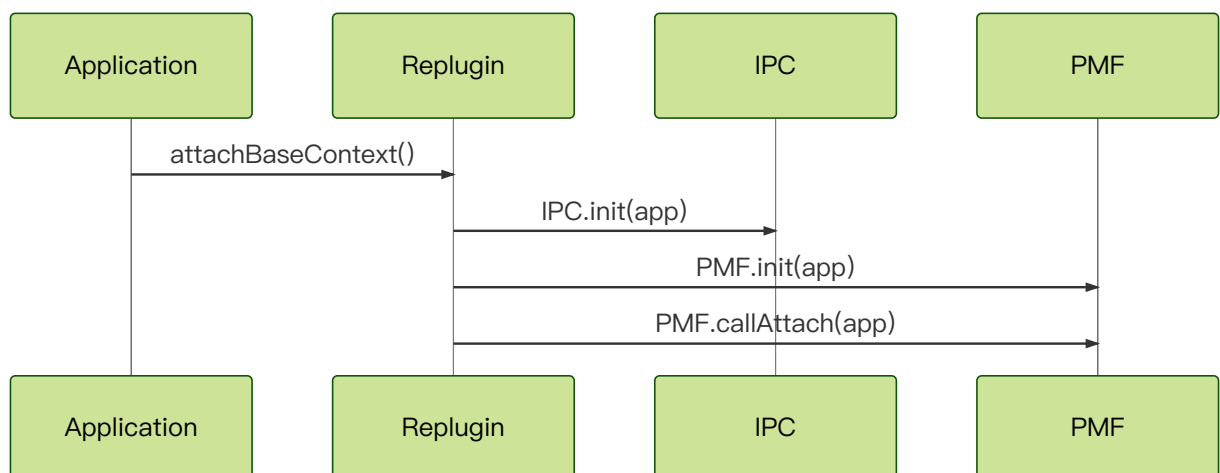 Application
Replugin
IPC
PMF
attachBaseContext()
IPC.init(app)
PMF.init(app)
PMF.callAttach(app)
Application
Replugin
IPC
PMF